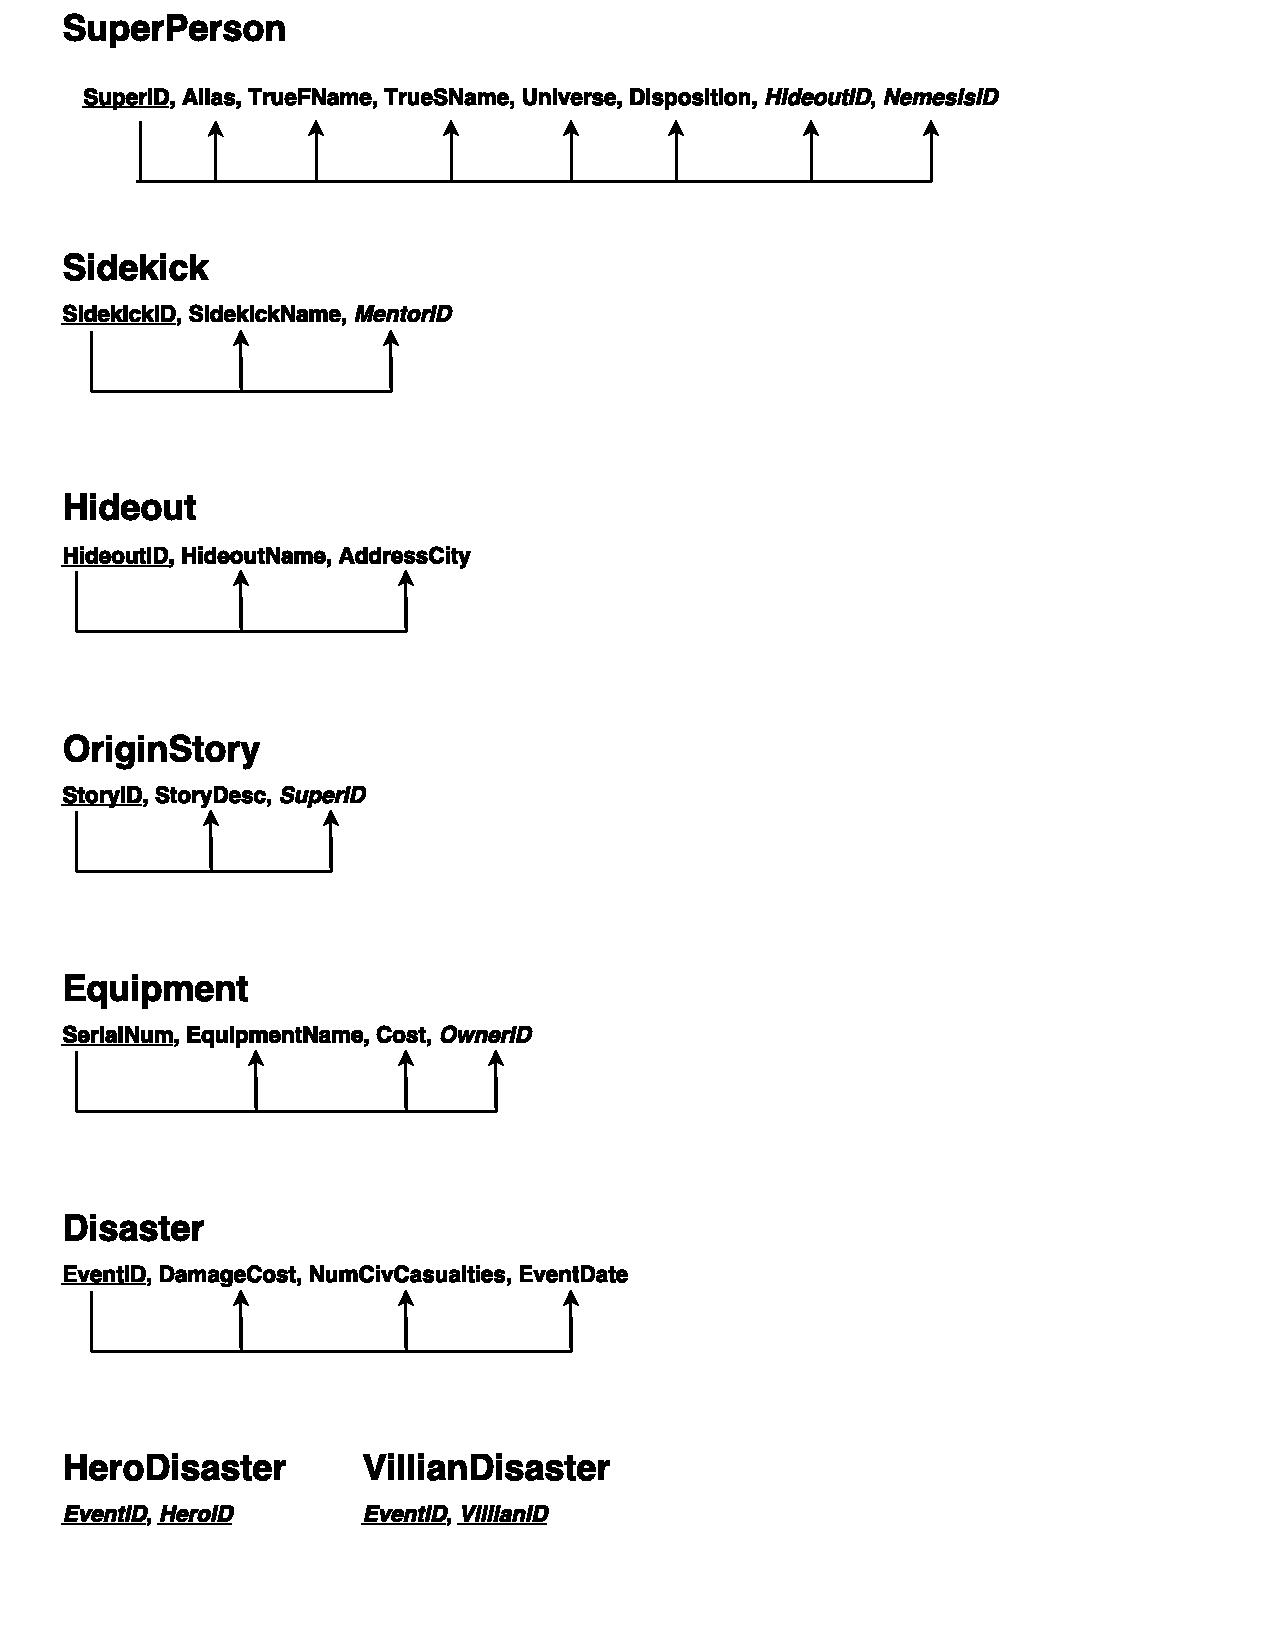 SuperPerson
SuperID, Alias, TrueFName, TrueSName, Universe, Disposition, HideoutID, NemesisID
Sidekick
SidekickID, SidekickName, MentorID
Hideout
HideoutID, HideoutName, AddressCity
OriginStory
StoryID, StoryDesc, SuperID
Equipment
SerialNum, EquipmentName, Cost, OwnerID
Disaster
EventID, DamageCost, NumCivCasualties, EventDate
HeroDisaster VillianDisaster
EventID, HeroID EventID, VillianID